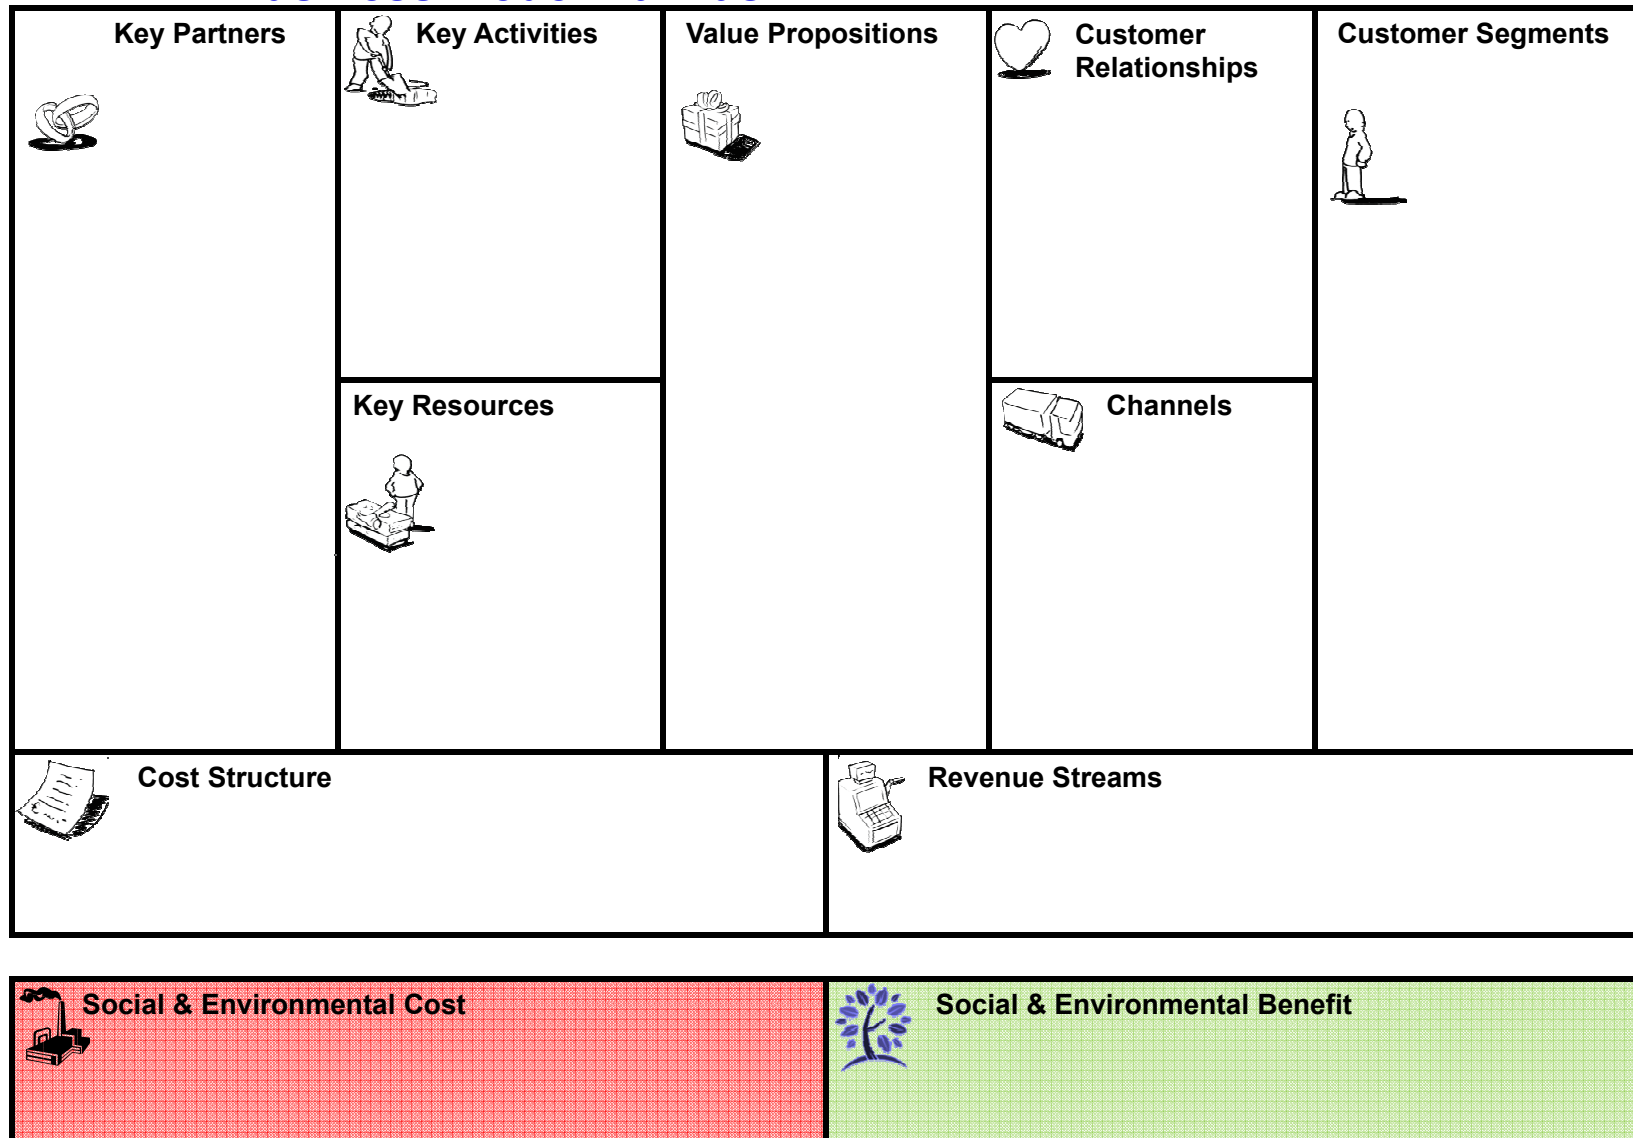 Key Partners
Key Activities
Value Propositions
Customer
Relationships
Customer Segments
Key Resources
Channels
Cost Structure
Revenue Streams
Social & Environmental Cost
Social & Environmental Benefit